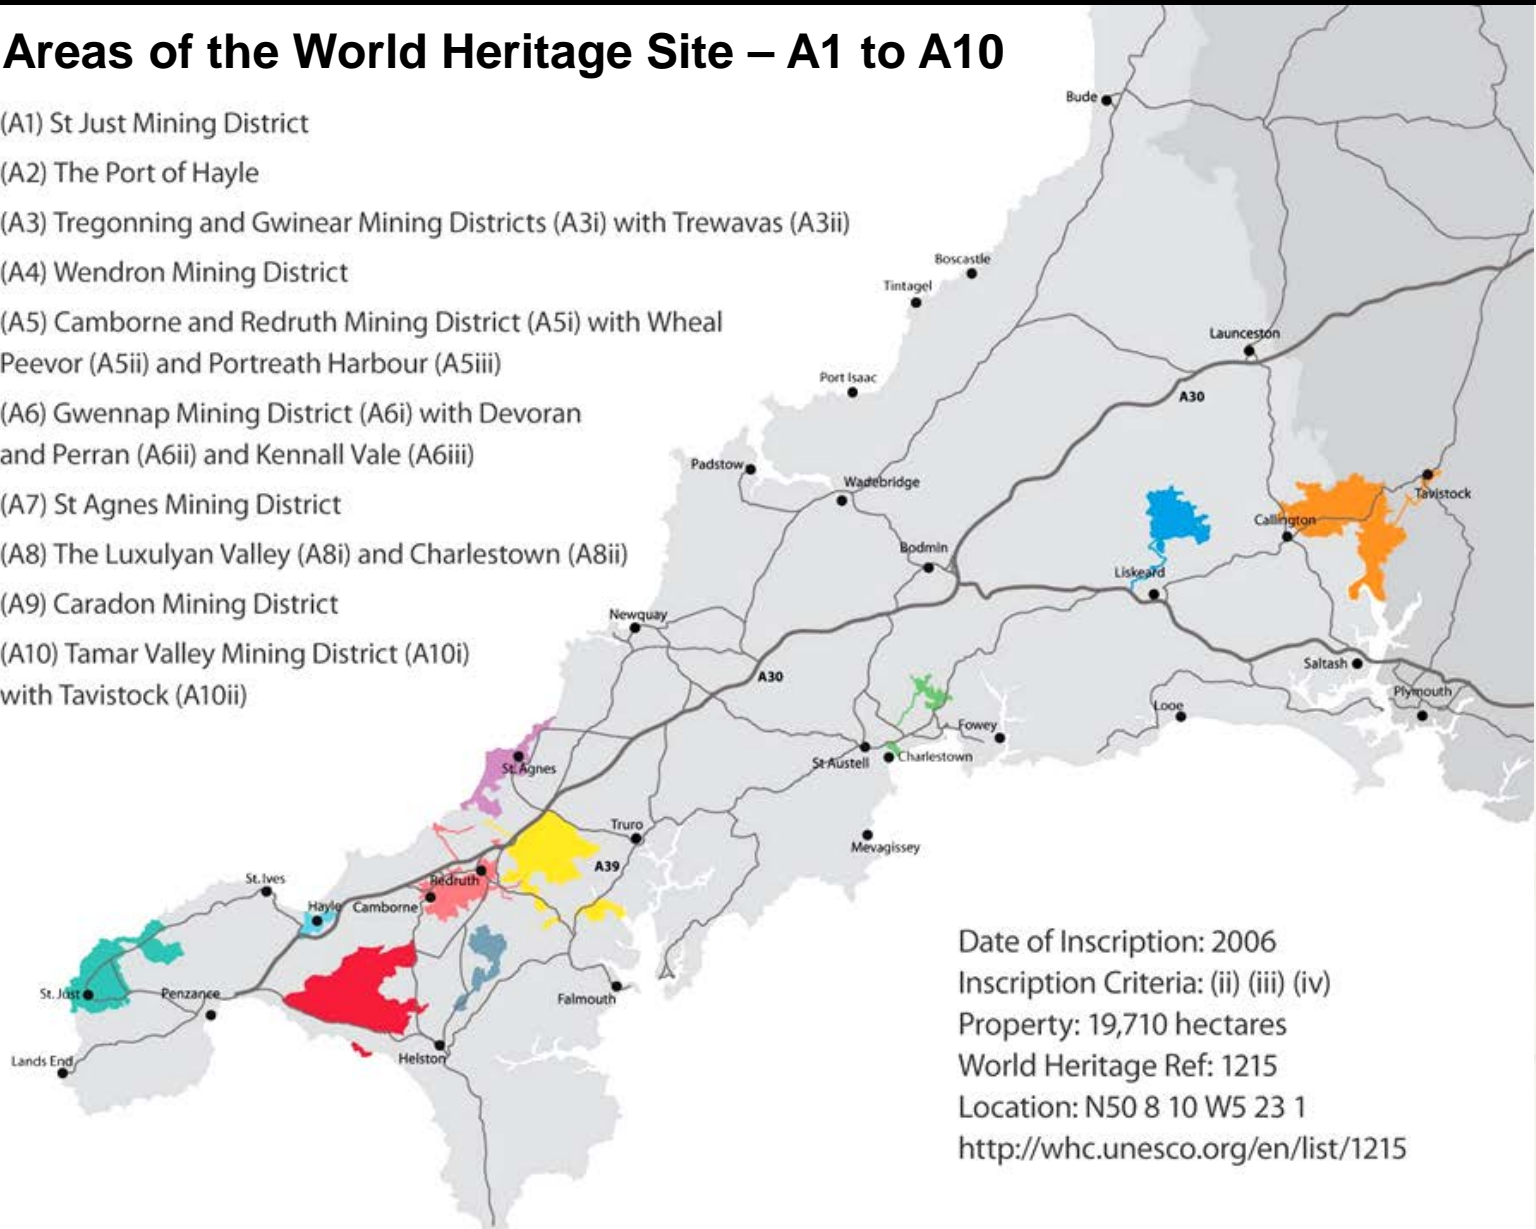 Areas of the World Heritage Site – A1 to A10
(A1) St Just Mining District
(A2) The Port of Hayle
(A3) Tregonning and Gwinear Mining Districts (A3i) with Trewavas (A3ii)
(A4) Wendron Mining District
(A5) Camborne and Redruth Mining District (A5i) with Wheal
Peevor (A5ii) and Portreath Harbour (A5iii)
(A6) Gwennap Mining District (A6i) with Devoran
and Perran (A6ii) and Kennall Vale (A6iii)
(A7) St Agnes Mining District
(A8) The Luxulyan Valley (A8i) and Charlestown (A8ii)
(A9) Caradon Mining District
(A10) Tamar Valley Mining District (A10i)
with Tavistock (A10ii)
Bude
Boscastle
Tintagel
Launceston
Port Isaac
A30
Padstow
Wadebridge
Tavistock
Callington
Bodmin
Liskeard
Newquay
Saltash
A30
Plymouth
Looe
Fowey
St Austell
Charlestown
St. Agnes
Truro
Mevagissey
A39
Redruth
St. Ives
Hayle
Camborne
St. Just
Penzance
Falmouth
Helston
Lands End
Date of Inscription: 2006
Inscription Criteria: (ii) (iii) (iv)
Property: 19,710 hectares
World Heritage Ref: 1215
Location: N50 8 10 W5 23 1
http://whc.unesco.org/en/list/1215